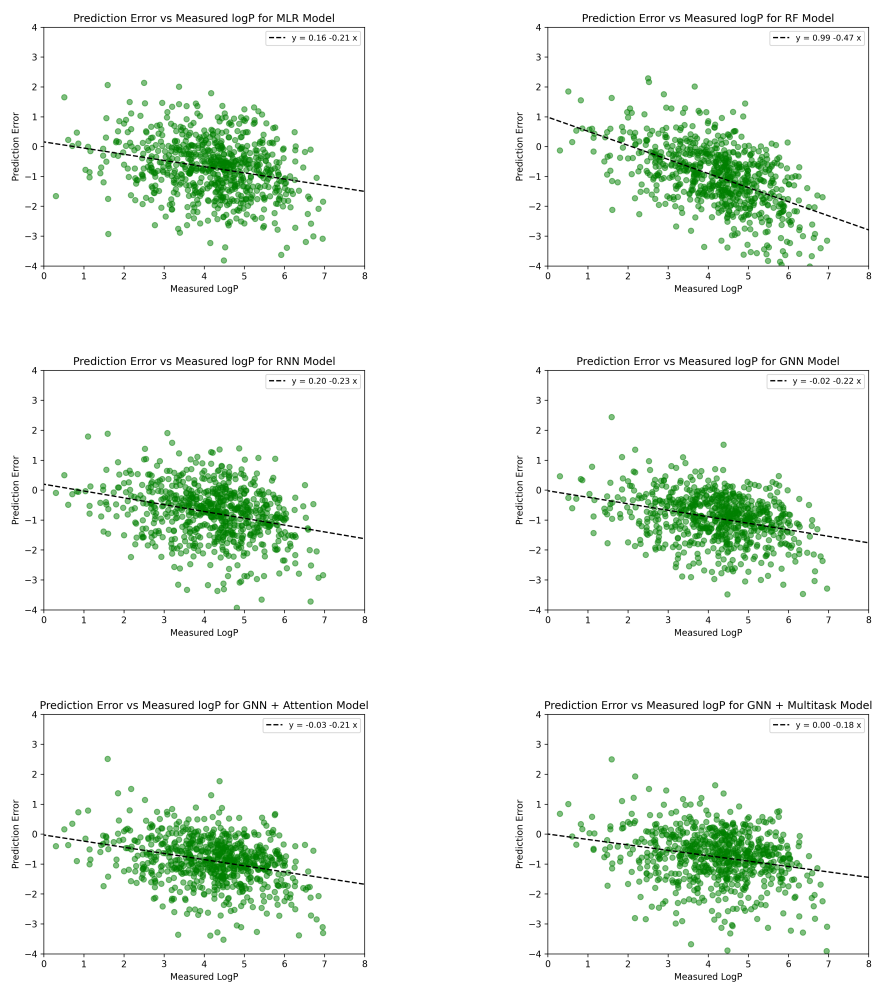 Prediction Error vs Measured logP for MLR Model
4
3
2
1
0
−1
−2
−3
−4
Prediction Error
y = 0.16 -0.21 x
0 1 2 3 4 5 6 7 8
Measured LogP
Prediction Error vs Measured logP for RF Model
4
3
2
1
0
−1
−2
−3
−4
Prediction Error
y = 0.99 -0.47 x
0 1 2 3 4 5 6 7 8
Measured LogP
Prediction Error vs Measured logP for RNN Model
4
3
2
1
0
−1
−2
−3
−4
Prediction Error
y = 0.20 -0.23 x
0 1 2 3 4 5 6 7 8
Measured LogP
Prediction Error vs Measured logP for GNN Model
4
3
2
1
0
−1
−2
−3
−4
Prediction Error
y = -0.02 -0.22 x
0 1 2 3 4 5 6 7 8
Measured LogP
Prediction Error vs Measured logP for GNN + Attention Model
4
3
2
1
0
−1
−2
−3
−4
Prediction Error
y = -0.03 -0.21 x
0 1 2 3 4 5 6 7 8
Measured LogP
Prediction Error vs Measured logP for GNN + Multitask Model
4
3
2
1
0
−1
−2
−3
−4
Prediction Error
y = 0.00 -0.18 x
0 1 2 3 4 5 6 7 8
Measured LogP